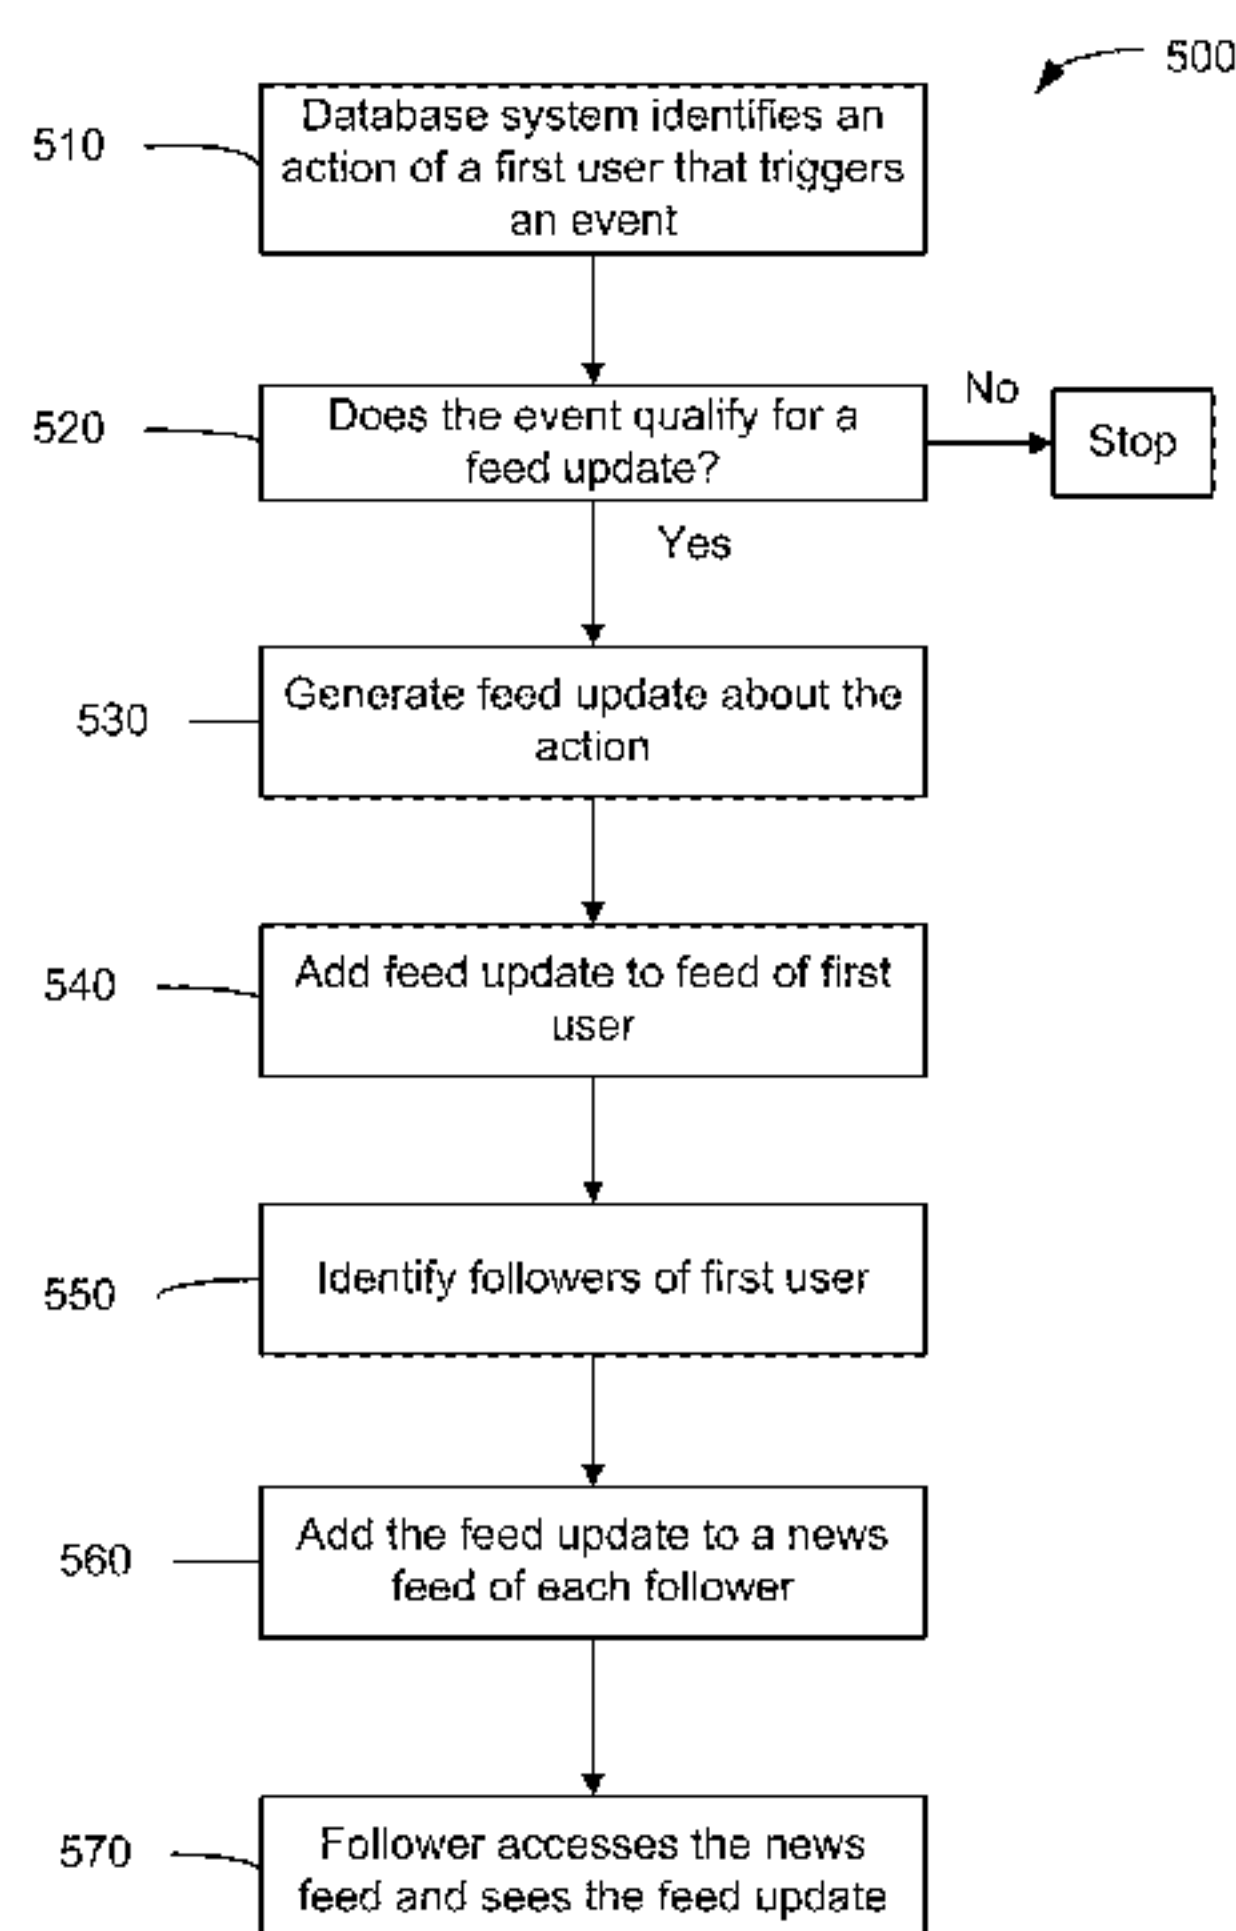 500
510
Database system identifies an
action of a first user that triggers
an event
520
Does the event qualify for a
feed update?
No
Stop
Yes
530
Generate feed update about the
action
540
Add feed update to feed of first
user
550
Identify followers of first user
560
Add the feed update to a news
feed of each follower
570
Follower accesses the news
feed and sees the feed update